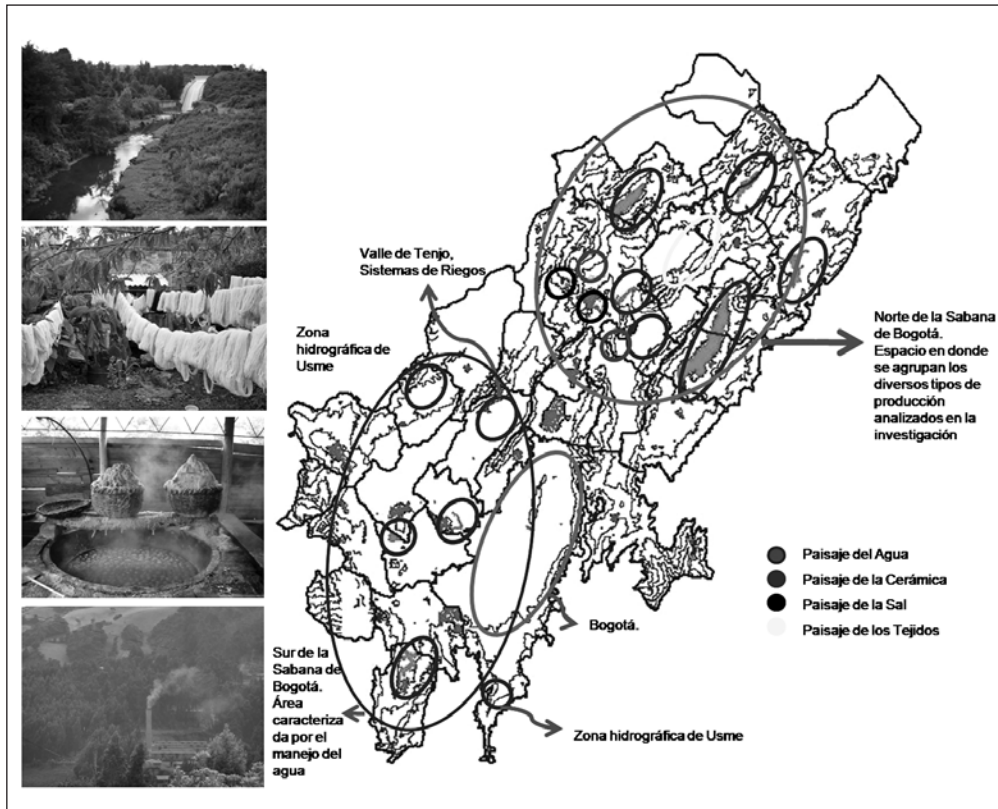 Valle de Tenjo,
Sistemas de Riegos
Zona
hidrográfica de
Usme
Norte de la Sabana
de Bogotá.
Espacio en donde
se agrupan los
diversos tipos de
producción
analizados en la
investigación
Paisaje del Agua
Paisaje de la Cerámica
Paisaje de la Sal
Paisaje de los Tejidos
Bogotá.
Sur de la
Sabana de
Bogotá.
Área
caracteriza
da por el
manejo del
agua
Zona hidrográfica de Usme